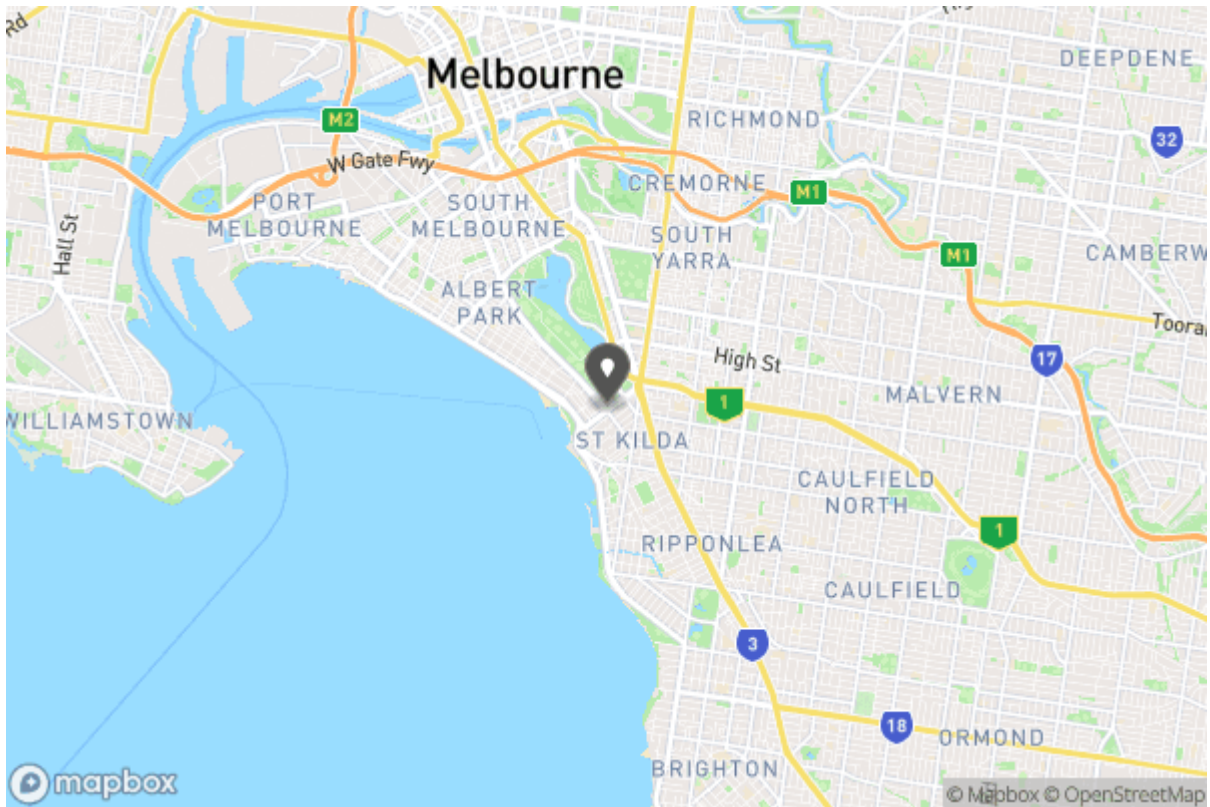 Rd
DEEPDENE
Melbourne
M2
RICHMOND
32
W Gate Fwy
CREMORNE
M1
PORT
MELBOURNE
SOUTH
MELBOURNE
Hall St
SOUTH
YARRA
M1
CAMBERW
ALBERT
PARK
Toora
High St
17
MALVERN
1
WILLIAMSTOWN
ST KILDA
CAULFIELD
NORTH
1
RIPPONLEA
CAULFIELD
3
18
ORMOND
BRIGHTON
mapbox
© Mapbox © OpenStreetMap